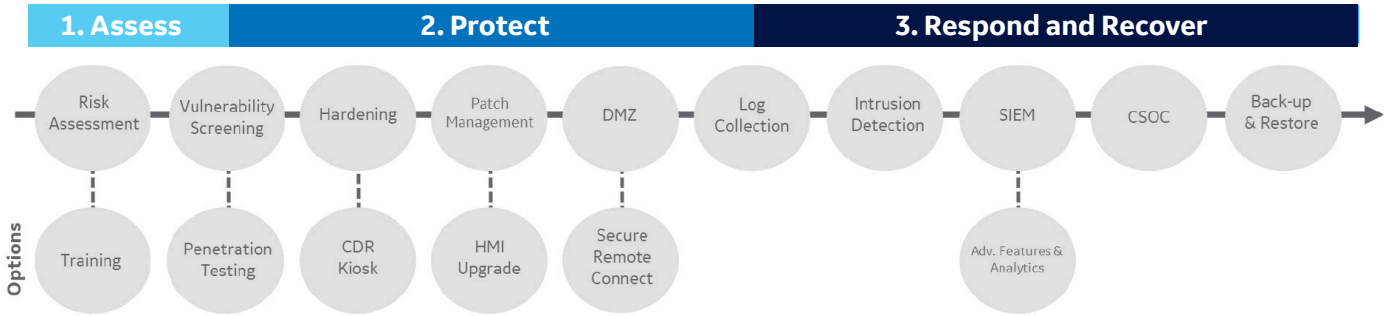 1. Assess
2. Protect
3. Respond and Recover
Risk
Assessment
Vulnerability
Screening
Hardening
Patch
Management
DMZ
Log
Collection
Intrusion
Detection
SIEM
CSOC
Back-up
& Restore
Options
Training
Penetration
Testing
CDR
Kiosk
HMI
Upgrade
Secure
Remote
Connect
Adv. Features &
Analytics